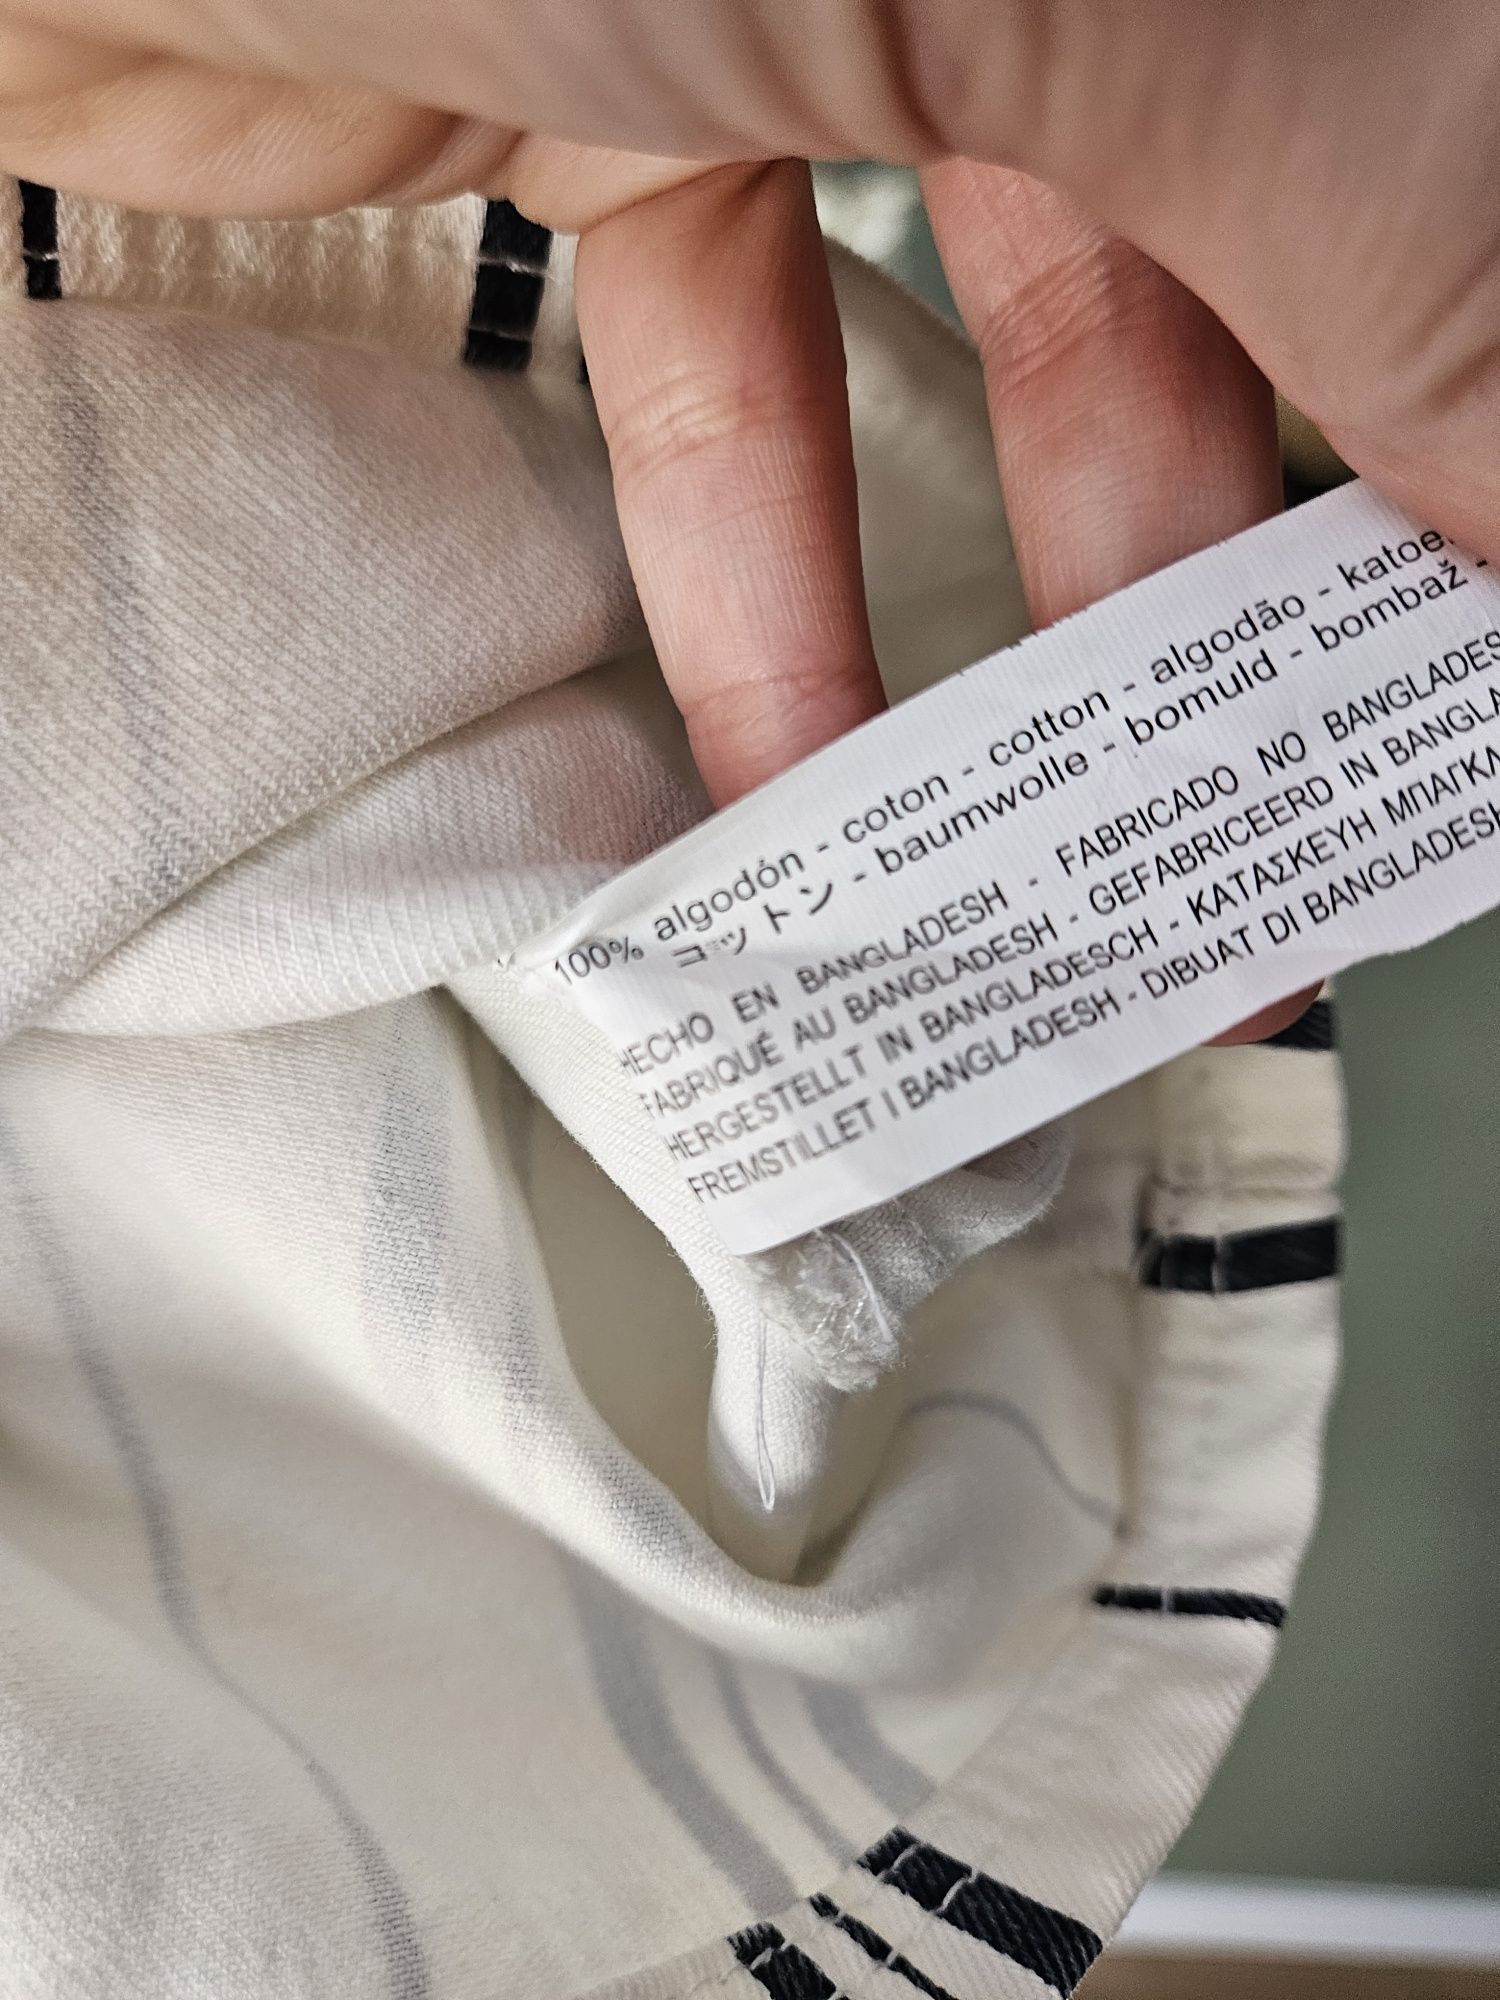 100% algodón - coton - cotton - algodão - katoe
コットン - baumwolle - bomuld - bombaž -
HECHO EN BANGLADESH - FABRICADO NO BANGLADES
FABRIQUÉ AU BANGLADESH - GEFABRICEERD IN BANGLA
HERGESTELLT IN BANGLADESCH - ΚΑΤΑΣΚΕΥΗ ΜΠΑΓΚΛ
FREMSTILLET I BANGLADESH - DIBUAT DI BANGLADESH